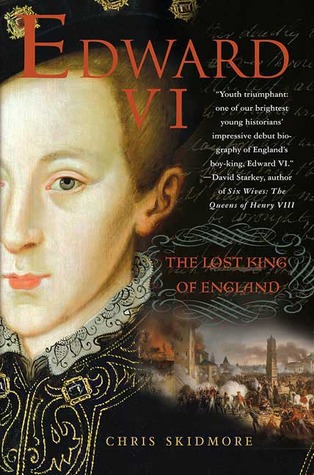 EDWARD
VI
"Youth triumphant:
one of our brightest
young historians'
impressive debut bio-
graphy of England's
boy-king, Edward VI."
—David Starkey, author
of Six Wives: The
Queens of Henry VIII
THE LOST KING
OF ENGLAND
CHRIS SKIDMORE